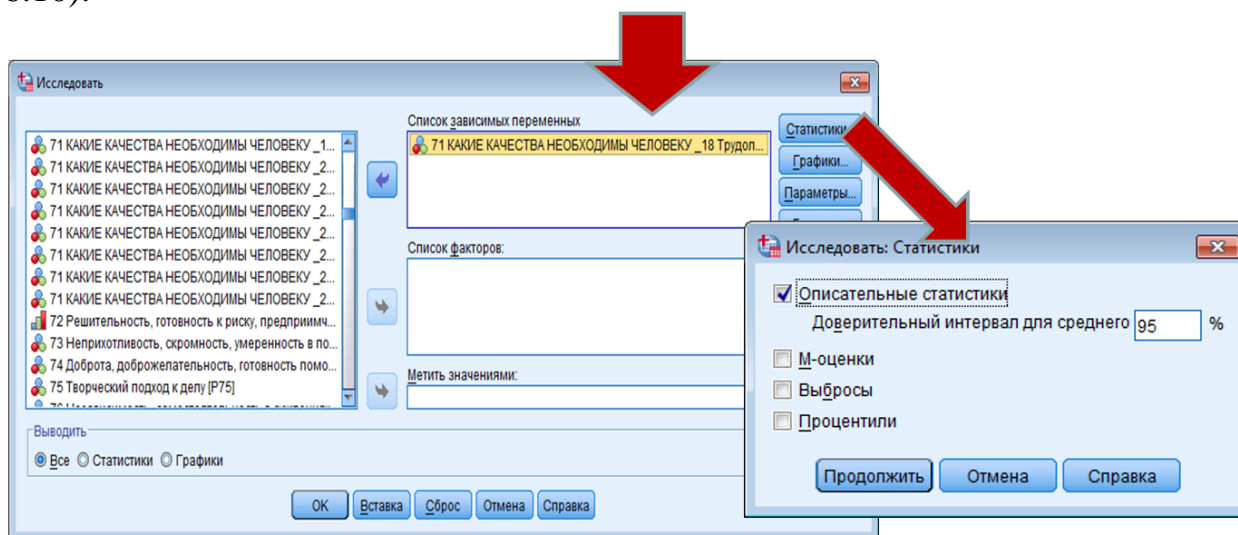 Исследовать
Список зависимых переменных
71 КАКИЕ КАЧЕСТВА НЕОБХОДИМЫ ЧЕЛОВЕКУ _1...
71 КАКИЕ КАЧЕСТВА НЕОБХОДИМЫ ЧЕЛОВЕКУ _2...
71 КАКИЕ КАЧЕСТВА НЕОБХОДИМЫ ЧЕЛОВЕКУ _2...
71 КАКИЕ КАЧЕСТВА НЕОБХОДИМЫ ЧЕЛОВЕКУ _2...
71 КАКИЕ КАЧЕСТВА НЕОБХОДИМЫ ЧЕЛОВЕКУ _2...
71 КАКИЕ КАЧЕСТВА НЕОБХОДИМЫ ЧЕЛОВЕКУ _2...
71 КАКИЕ КАЧЕСТВА НЕОБХОДИМЫ ЧЕЛОВЕКУ _2...
71 КАКИЕ КАЧЕСТВА НЕОБХОДИМЫ ЧЕЛОВЕКУ _2...
72 Решительность, готовность к риску, предприимч...
73 Неприхотливость, скромность, умеренность в по...
74 Доброта, доброжелательность, готовность помо...
75 Творческий подход к делу [P75]
71 КАКИЕ КАЧЕСТВА НЕОБХОДИМЫ ЧЕЛОВЕКУ _18 Трудол...
Список факторов:
Метить значениями:
Статистики
Графики...
Параметры...
Выводить
Все Статистики Графики
OK Вставка Сброс Отмена Справка
Исследовать: Статистики
Описательные статистики
Доверительный интервал для среднего 95 %
М-оценки
Выбросы
Процентили
Продолжить Отмена Справка